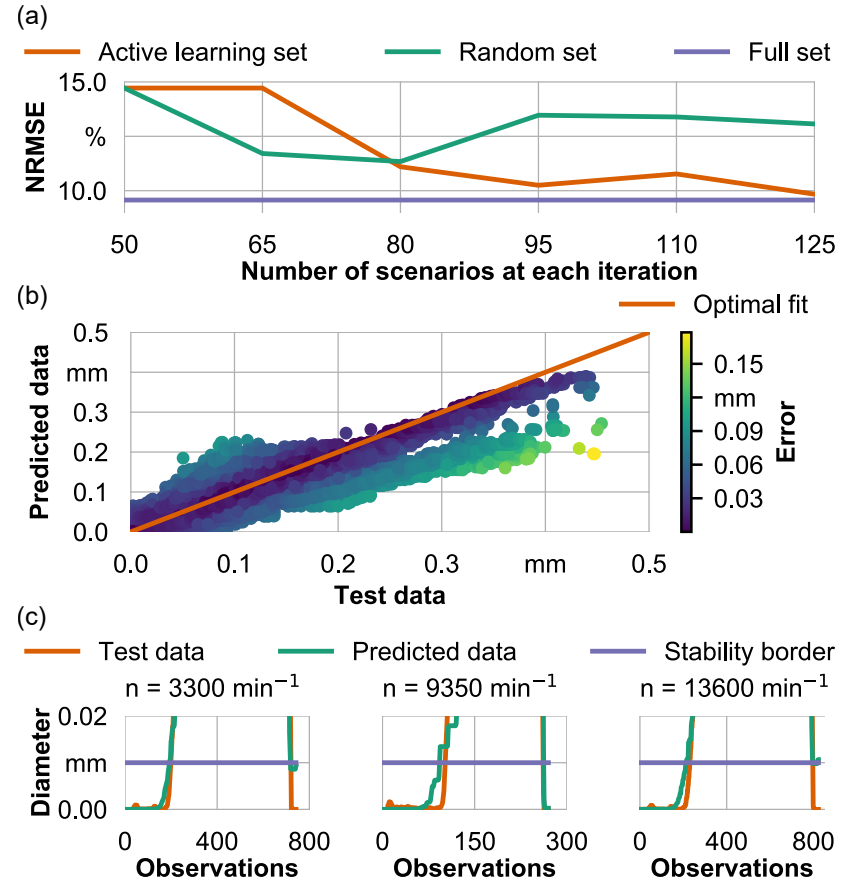 (a)
Active learning set Random set Full set
15.0
%
10.0
NRMSE
50 65 80 95 110 125
Number of scenarios at each iteration
(b)
Optimal fit
0.5
mm
0.3
0.2
0.1
0.0
Predicted data
0.0 0.1 0.2 0.3 mm 0.5
Test data
0.15
mm
0.09
0.06
0.03
Error
(c)
Test data Predicted data Stability border
n = 3300 min⁻¹ n = 9350 min⁻¹ n = 13600 min⁻¹
0.02
mm
0.00
Diameter
0 400 800 0 150 300 0 400 800
Observations Observations Observations